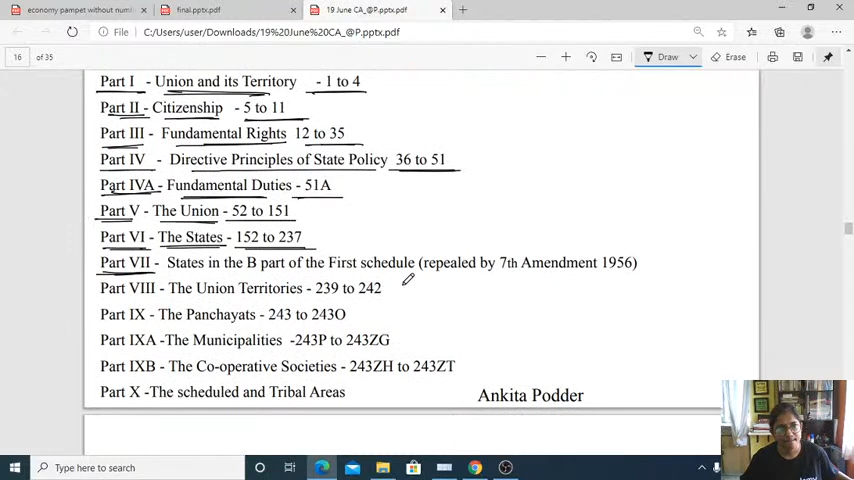 economy pampet without num
final.pptx.pdf
19 June CA_@P.pptx.pdf
File
C:/Users/user/Downloads/19%20June%20CA_@P.pptx.pdf
16 of 35
Draw
Erase
Part I - Union and its Territory - 1 to 4
Part II - Citizenship - 5 to 11
Part III - Fundamental Rights 12 to 35
Part IV - Directive Principles of State Policy 36 to 51
Part IVA - Fundamental Duties - 51A
Part V - The Union - 52 to 151
Part VI - The States - 152 to 237
Part VII - States in the B part of the First schedule (repealed by 7th Amendment 1956)
Part VIII - The Union Territories - 239 to 242
Part IX - The Panchayats - 243 to 243O
Part IXA -The Municipalities -243P to 243ZG
Part IXB - The Co-operative Societies - 243ZH to 243ZT
Part X -The scheduled and Tribal Areas
Ankita Podder
Type here to search